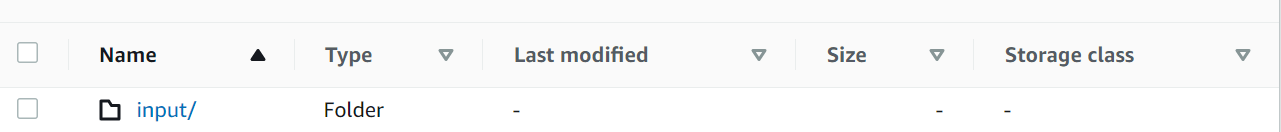 Name Type Last modified Size Storage class
input/ Folder - - -